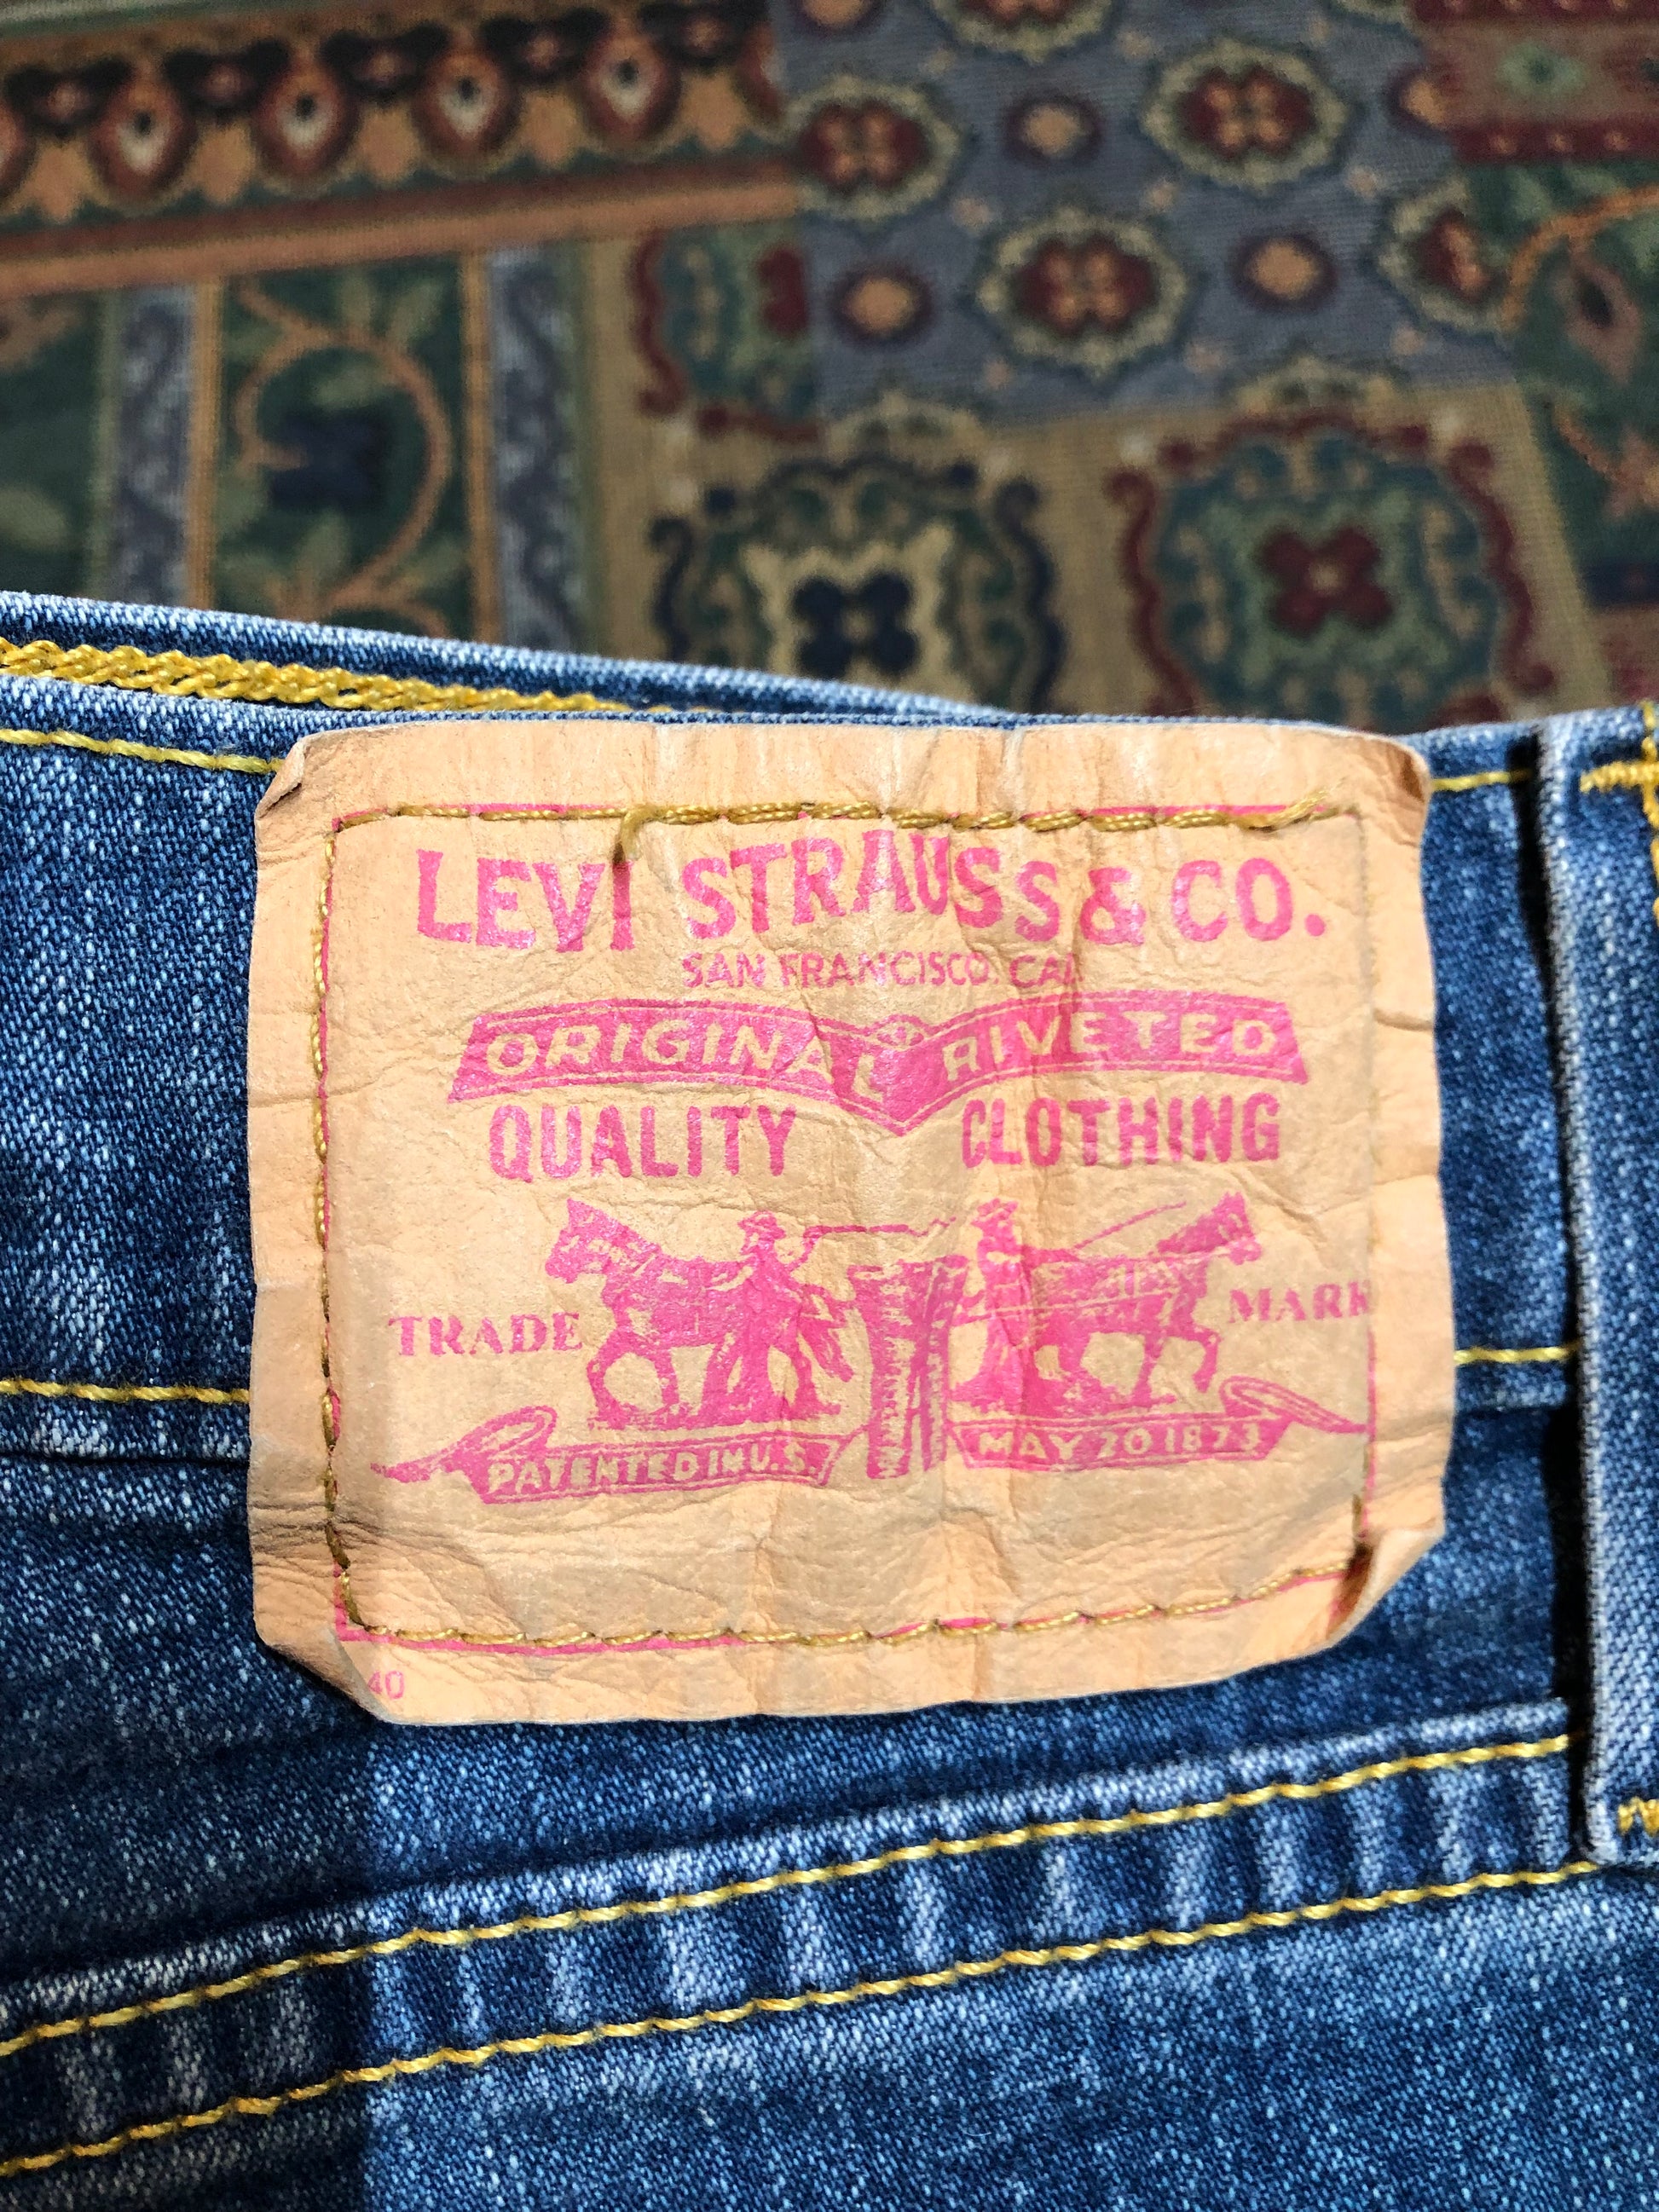 LEVI STRAUSS & CO.
SAN FRANCISCO. CAL
ORIGINAL RIVETED
QUALITY CLOTHING
TRADE MARK
PATENTED IN U.S. MAY 20 1873
40